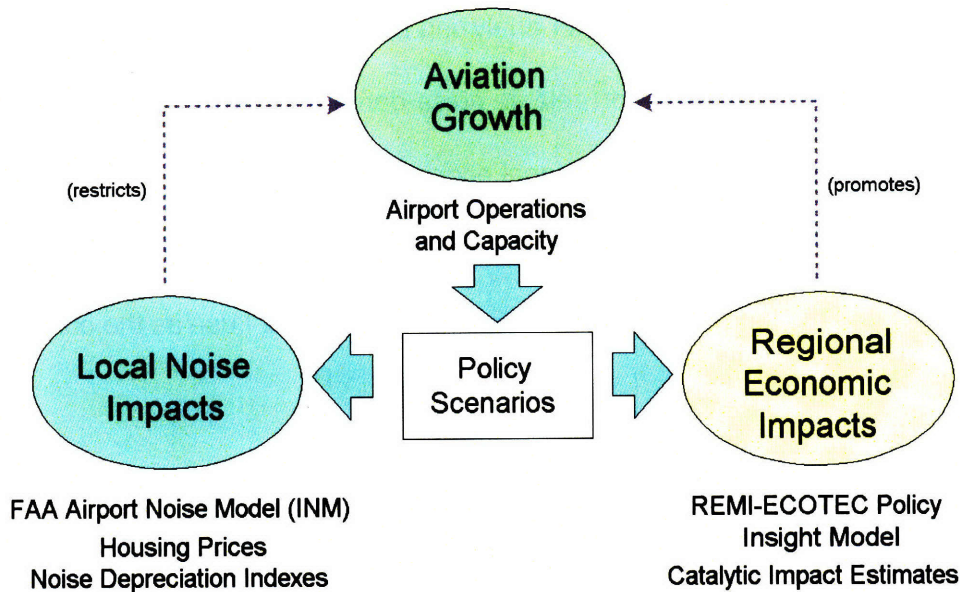 Aviation
Growth
(restricts)
(promotes)
Airport Operations
and Capacity
Local Noise
Impacts
Policy
Scenarios
Regional
Economic
Impacts
FAA Airport Noise Model (INM)
Housing Prices
Noise Depreciation Indexes
REMI-ECOTEC Policy
Insight Model
Catalytic Impact Estimates